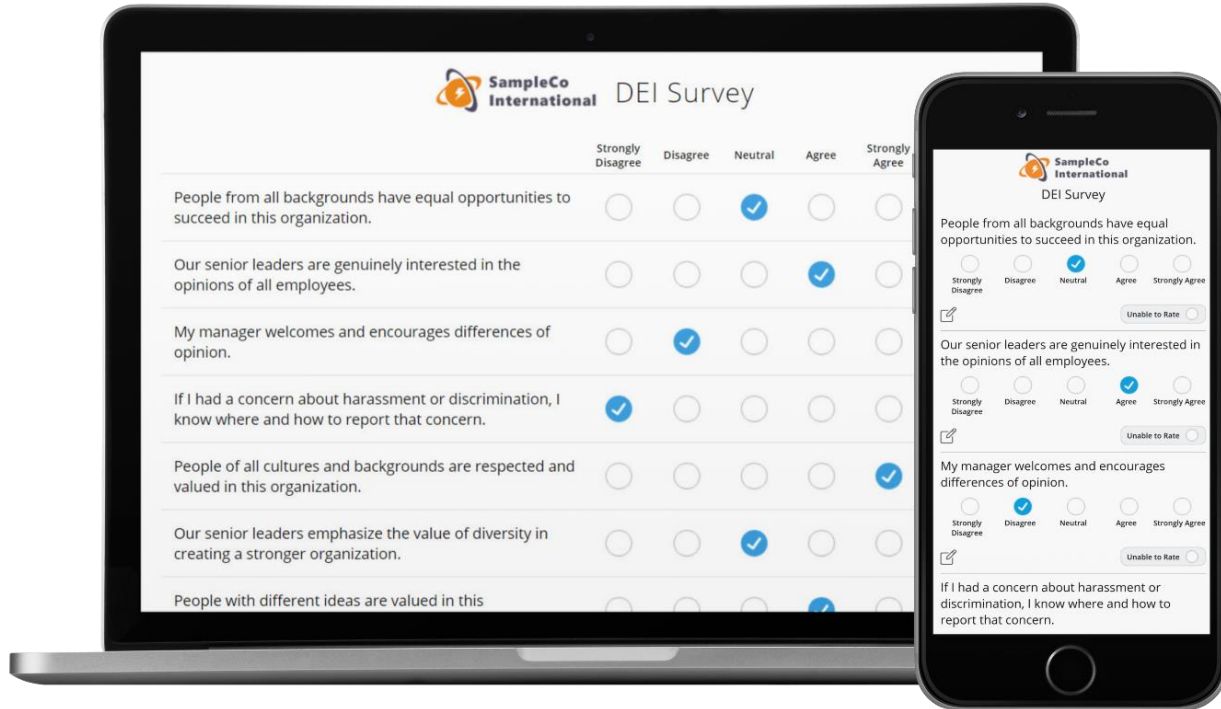 SampleCo
International
DEI Survey
Strongly
Disagree
Disagree
Neutral
Agree
Strongly
Agree
People from all backgrounds have equal opportunities to
succeed in this organization.
Our senior leaders are genuinely interested in the
opinions of all employees.
My manager welcomes and encourages differences of
opinion.
If I had a concern about harassment or discrimination, I
know where and how to report that concern.
People of all cultures and backgrounds are respected and
valued in this organization.
Our senior leaders emphasize the value of diversity in
creating a stronger organization.
People with different ideas are valued in this
SampleCo
International
DEI Survey
People from all backgrounds have equal
opportunities to succeed in this organization.
Strongly
Disagree
Disagree
Neutral
Agree
Strongly Agree
Unable to Rate
Our senior leaders are genuinely interested in
the opinions of all employees.
Strongly
Disagree
Disagree
Neutral
Agree
Strongly Agree
Unable to Rate
My manager welcomes and encourages
differences of opinion.
Strongly
Disagree
Disagree
Neutral
Agree
Strongly Agree
Unable to Rate
If I had a concern about harassment or
discrimination, I know where and how to
report that concern.